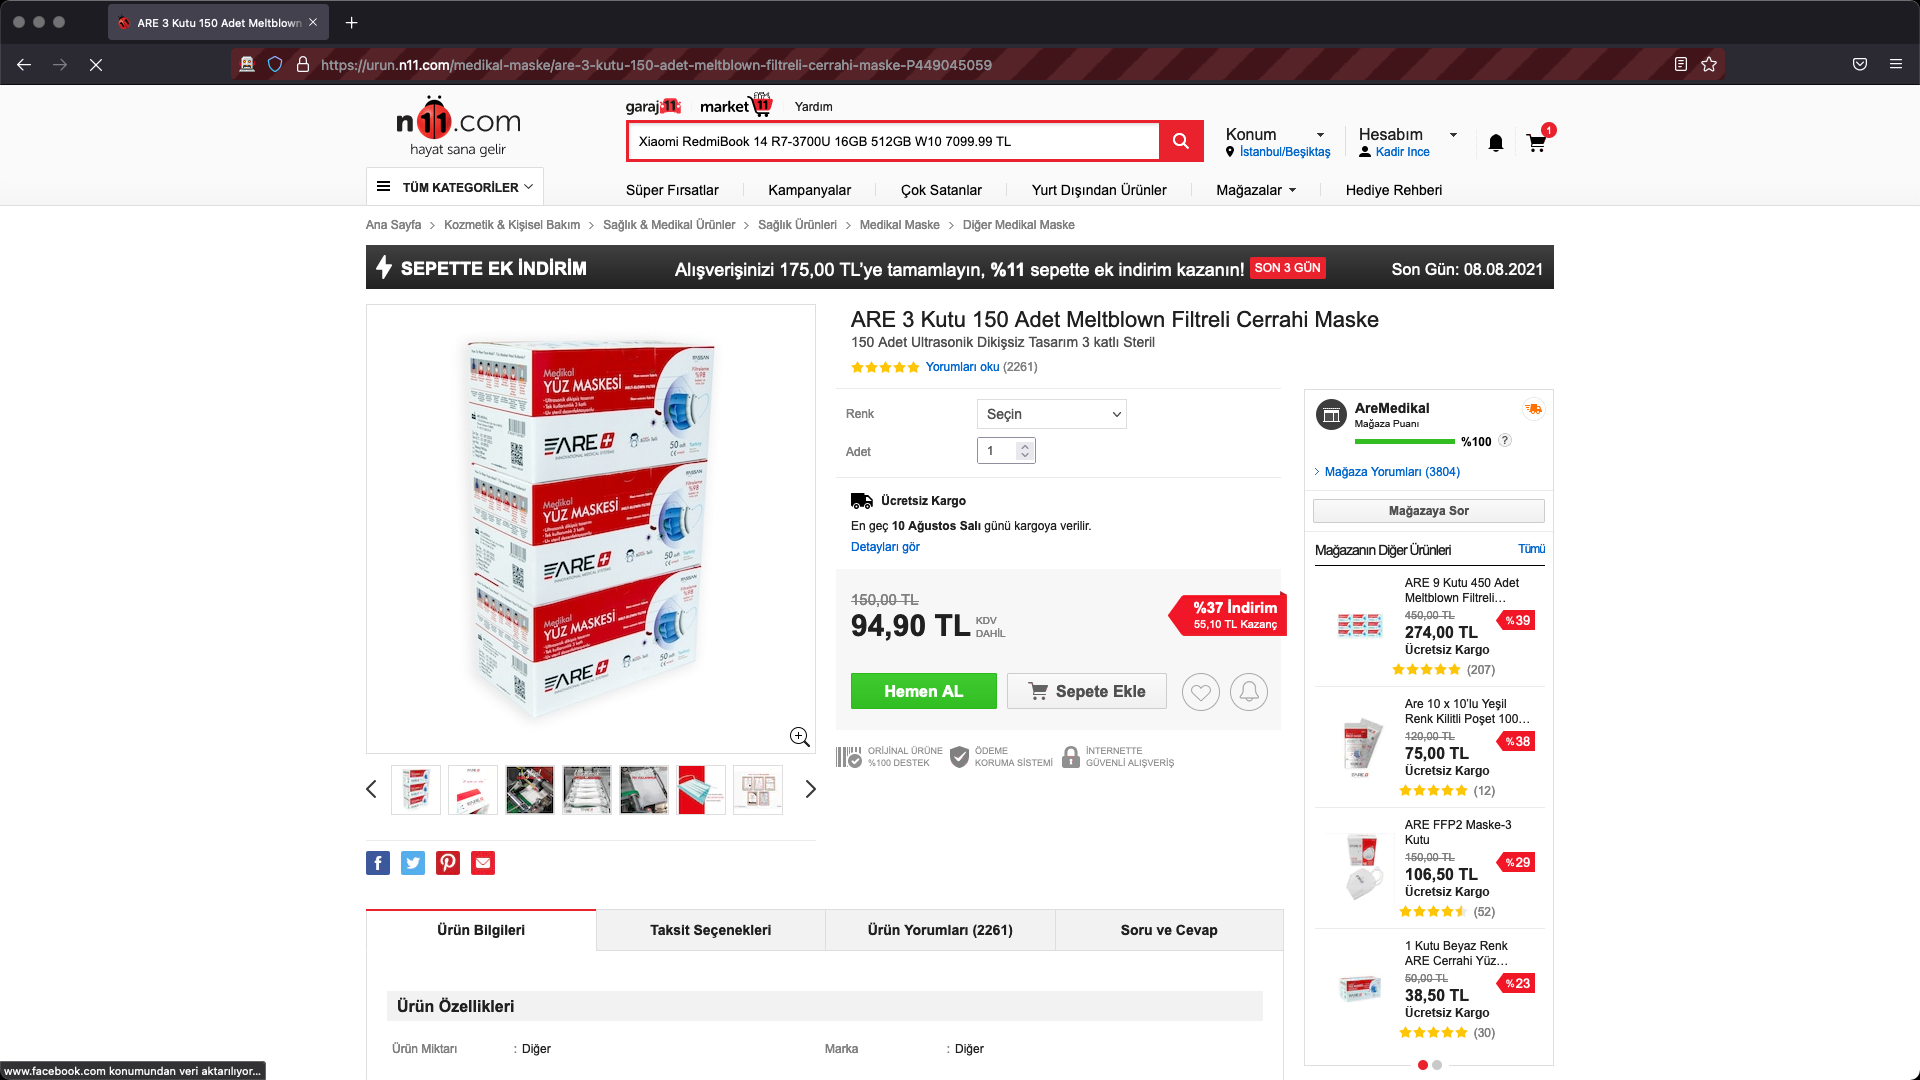 ARE 3 Kutu 150 Adet Meltblown
https://urun.n11.com/medikal-maske/are-3-kutu-150-adet-meltblown-filtreli-cerrahi-maske-P449045059
n11.com
hayat sana gelir
garaj11
market11
Yardım
Xiaomi RedmiBook 14 R7-3700U 16GB 512GB W10 7099.99 TL
Konum
İstanbul/Beşiktaş
Hesabım
Kadir Ince
1
TÜM KATEGORİLER
Süper Fırsatlar
Kampanyalar
Çok Satanlar
Yurt Dışından Ürünler
Mağazalar
Hediye Rehberi
Ana Sayfa > Kozmetik & Kişisel Bakım > Sağlık & Medikal Ürünler > Sağlık Ürünleri > Medikal Maske > Diğer Medikal Maske
SEPETTE EK İNDİRİM
Alışverişinizi 175,00 TL'ye tamamlayın, %11 sepette ek indirim kazanın! SON 3 GÜN
Son Gün: 08.08.2021
Medikal
YÜZ MASKESİ
ARE
50
Medikal
YÜZ MASKESİ
ARE
50
Medikal
YÜZ MASKESİ
ARE
50
ARE 3 Kutu 150 Adet Meltblown Filtreli Cerrahi Maske
150 Adet Ultrasonik Dikişsiz Tasarım 3 katlı Steril
Yorumları oku (2261)
Renk
Seçin
Adet
1
Ücretsiz Kargo
En geç 10 Ağustos Salı günü kargoya verilir.
Detayları gör
150,00 TL
94,90 TL KDV DAHİL
%37 İndirim
55,10 TL Kazanç
Hemen AL
Sepete Ekle
ORİJİNAL ÜRÜNE
%100 DESTEK
ÖDEME
KORUMA SİSTEMİ
İNTERNETTE
GÜVENLİ ALIŞVERİŞ
AreMedikal
Mağaza Puanı
%100 ?
Mağaza Yorumları (3804)
Mağazaya Sor
Mağazanın Diğer Ürünleri
Tümü
ARE 9 Kutu 450 Adet
Meltblown Filtreli...
450,00 TL
274,00 TL
%39
Ücretsiz Kargo
(207)
Are 10 x 10'lu Yeşil
Renk Kilitli Poşet 100...
120,00 TL
75,00 TL
%38
Ücretsiz Kargo
(12)
ARE FFP2 Maske-3
Kutu
150,00 TL
106,50 TL
%29
Ücretsiz Kargo
(52)
1 Kutu Beyaz Renk
ARE Cerrahi Yüz...
50,00 TL
38,50 TL
%23
Ücretsiz Kargo
(30)
Ürün Bilgileri
Taksit Seçenekleri
Ürün Yorumları (2261)
Soru ve Cevap
Ürün Özellikleri
Ürün Miktarı : Diğer
Marka : Diğer
www.facebook.com konumundan veri aktarılıyor...